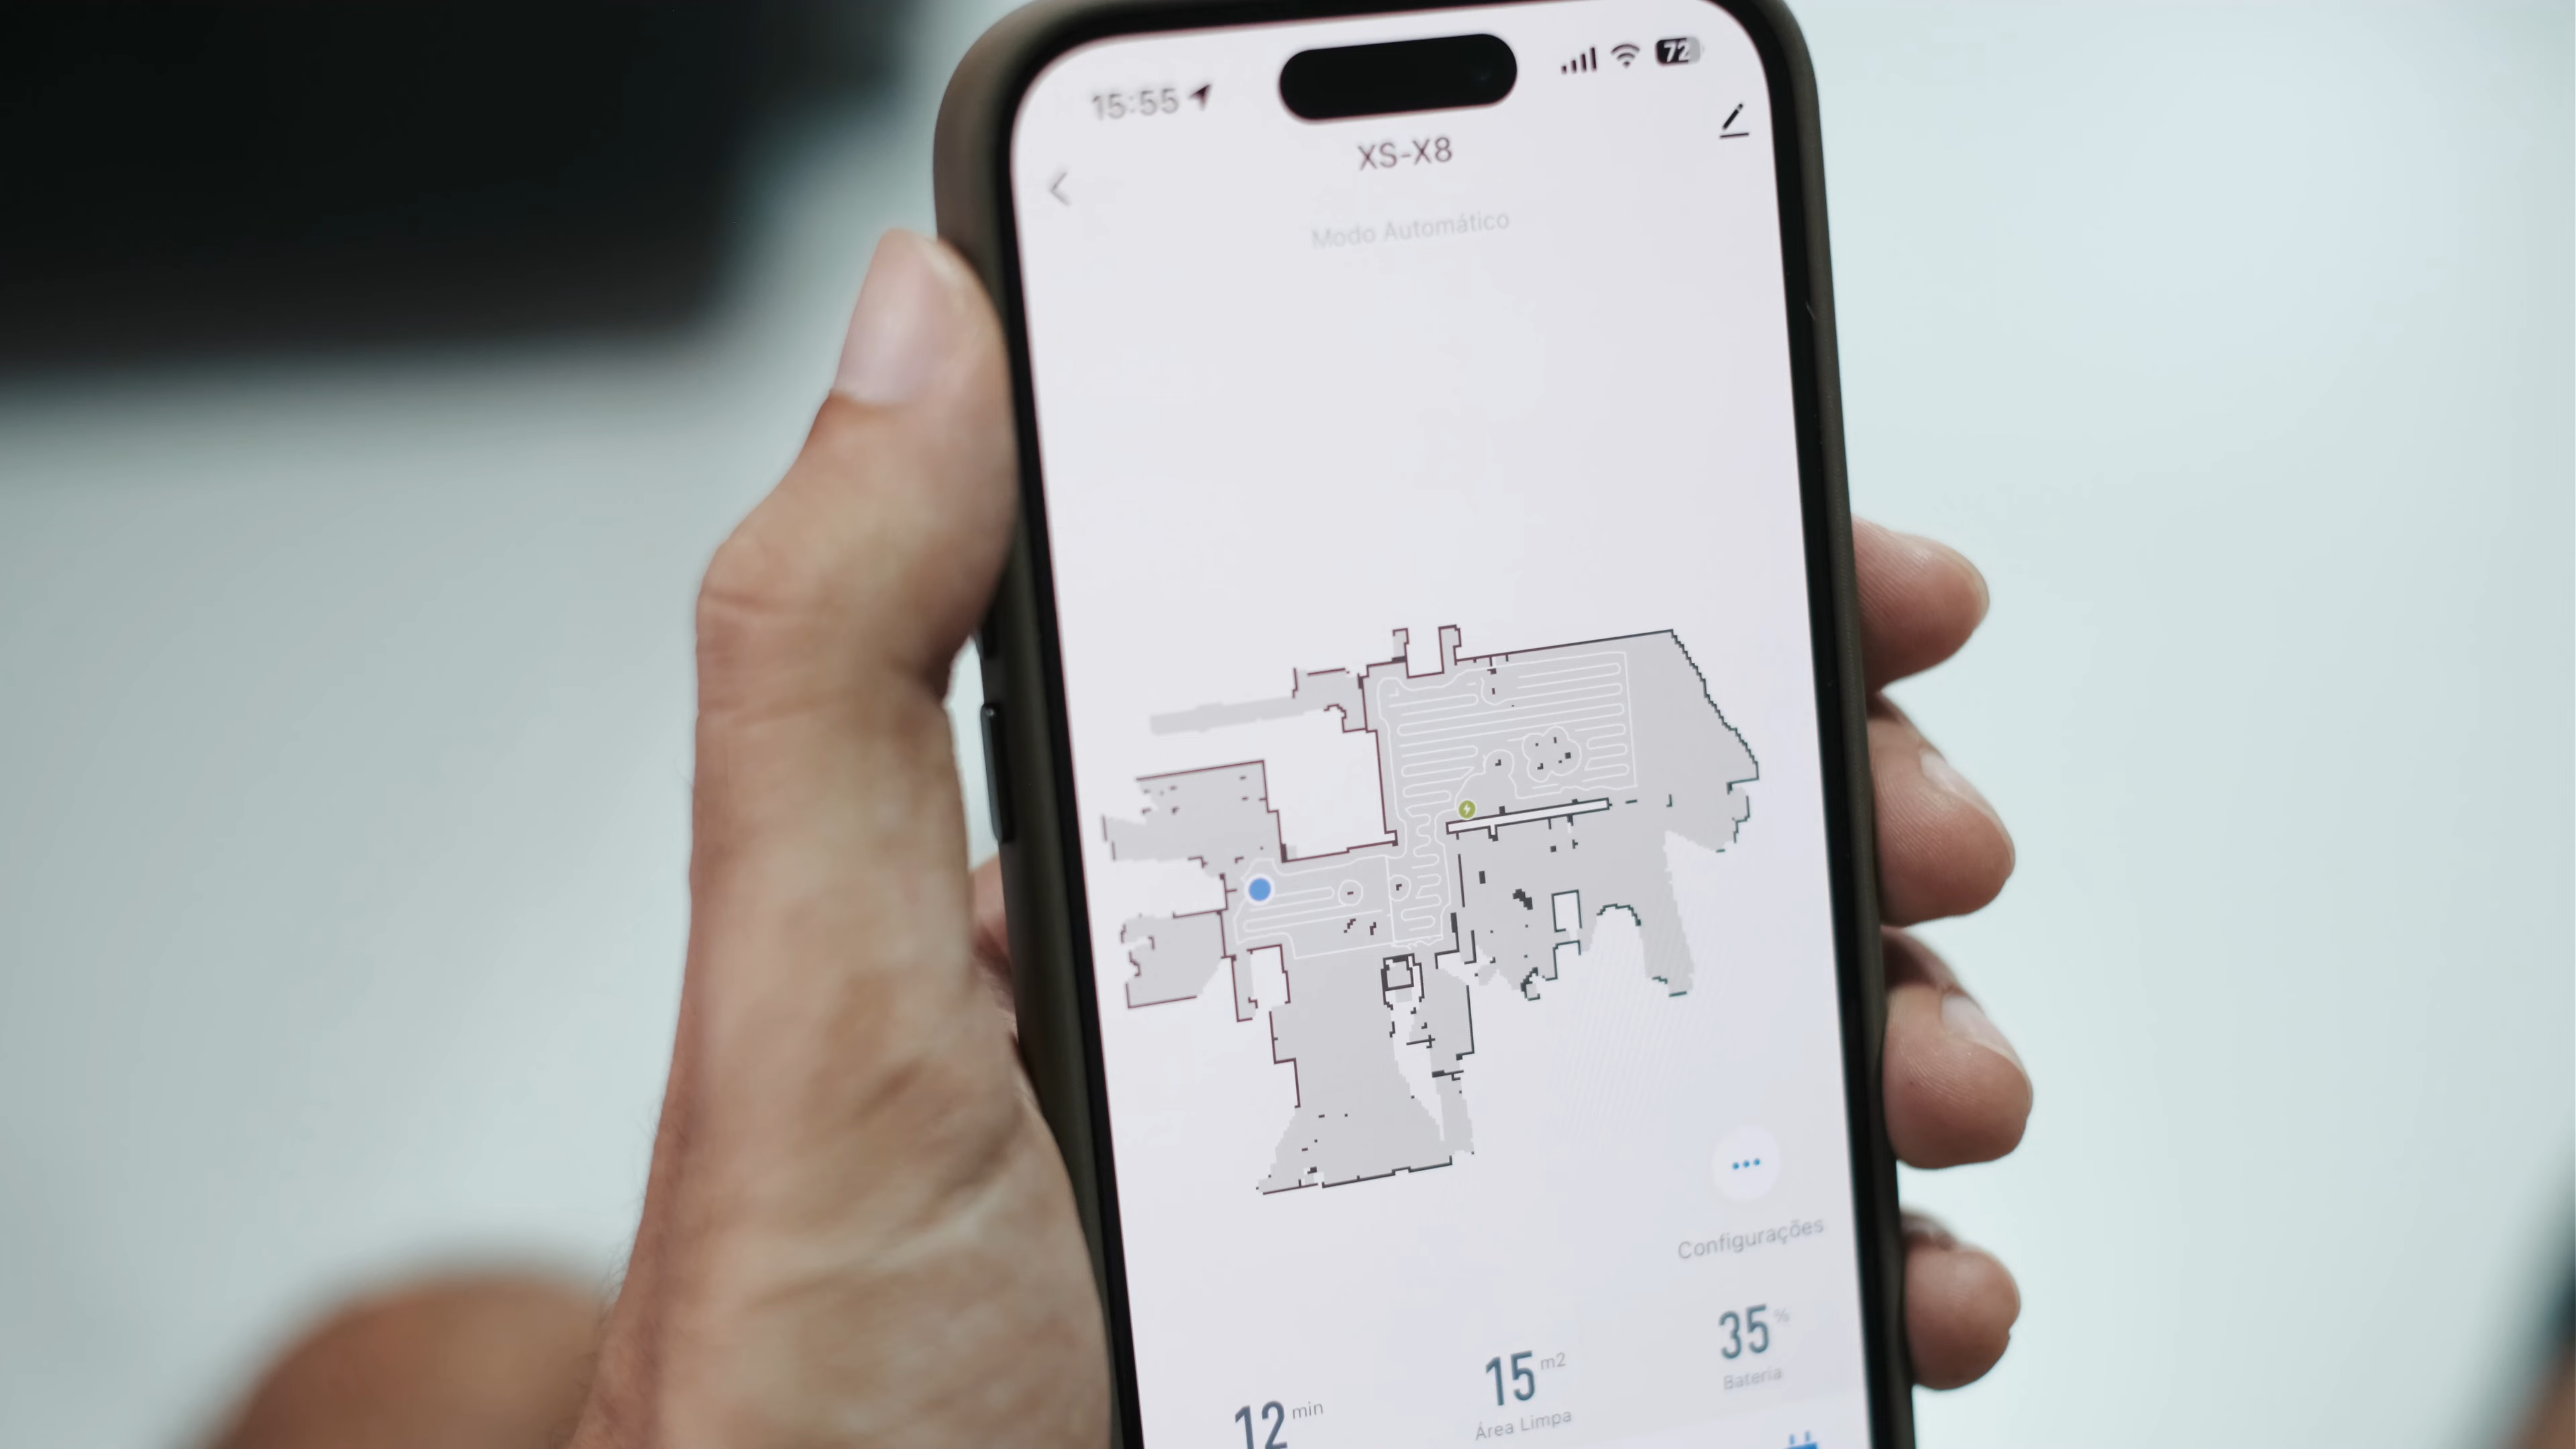 15:55
72
XS-X8
Modo Automático
Configurações
12 min
15 m2
Área Limpa
35 %
Bateria